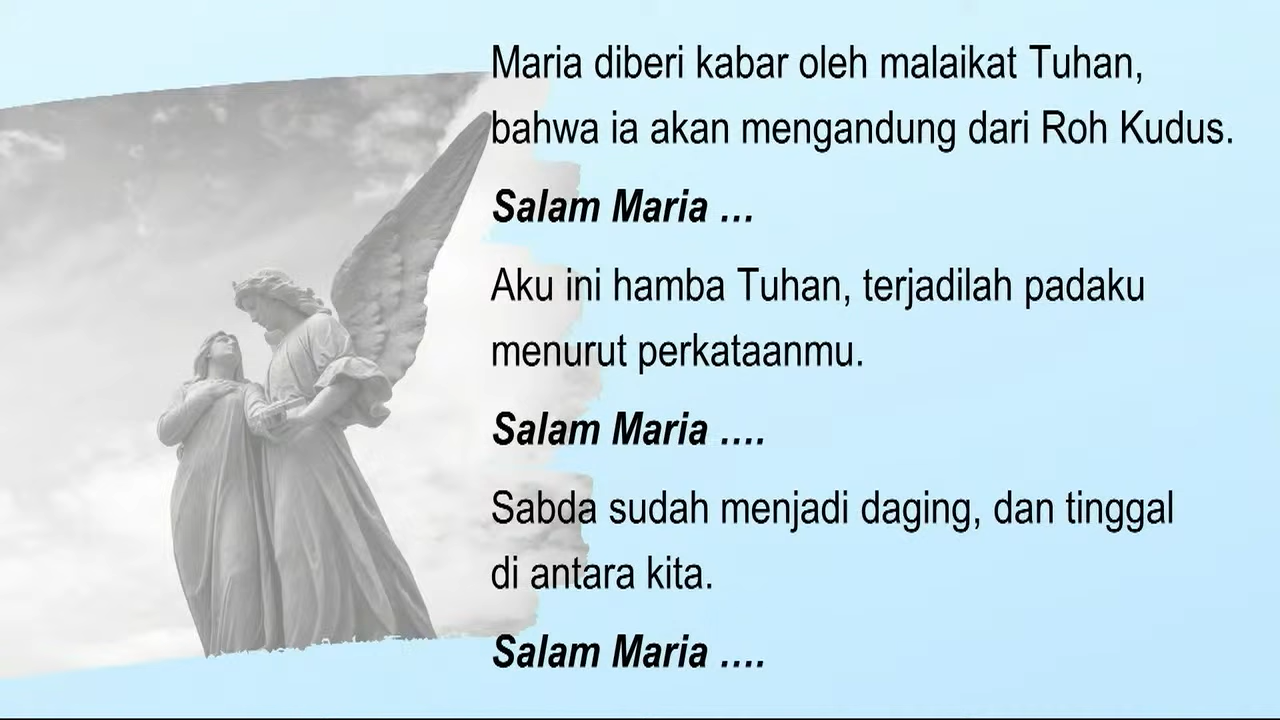 Maria diberi kabar oleh malaikat Tuhan,
bahwa ia akan mengandung dari Roh Kudus.
Salam Maria ...
Aku ini hamba Tuhan, terjadilah padaku
menurut perkataanmu.
Salam Maria ....
Sabda sudah menjadi daging, dan tinggal
di antara kita.
Salam Maria ....